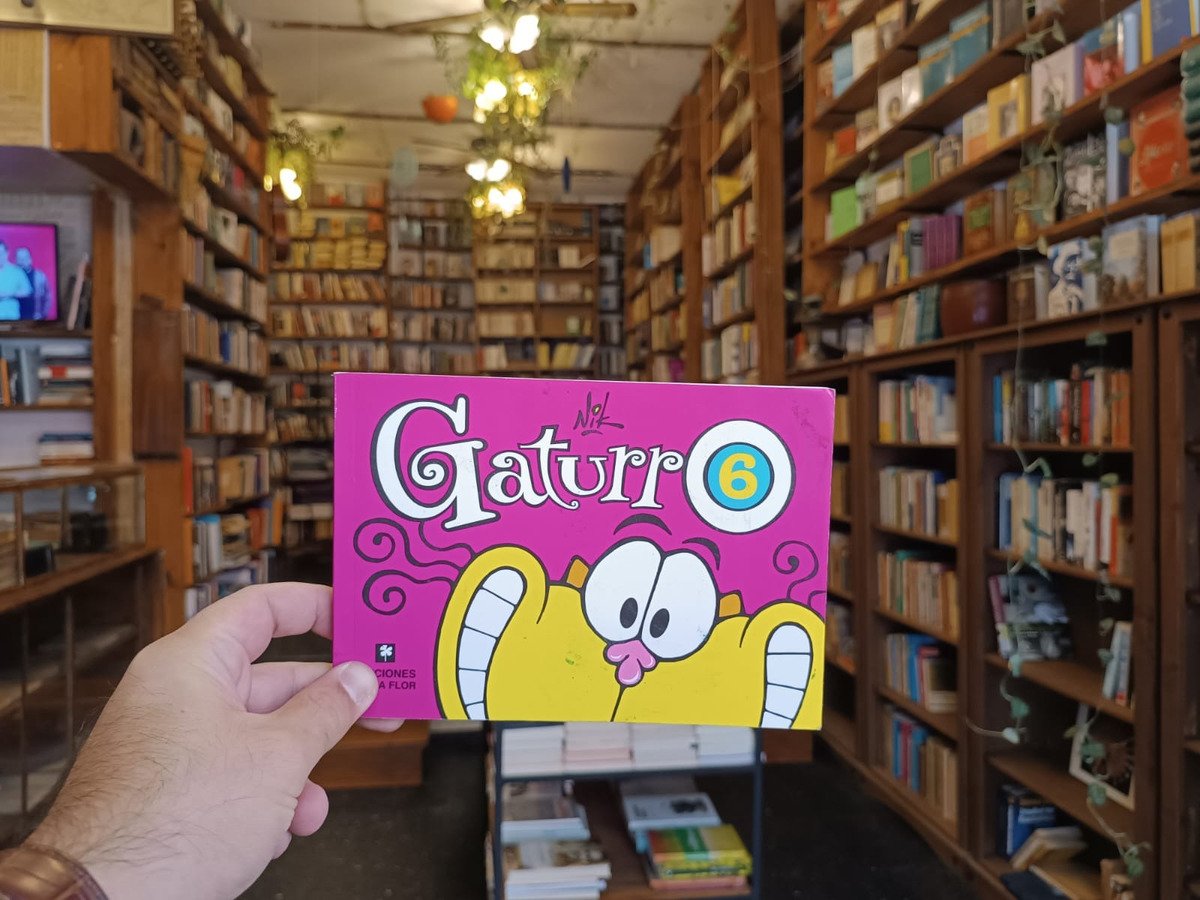 Nik
Gaturro
6
CIONES
A FLOR